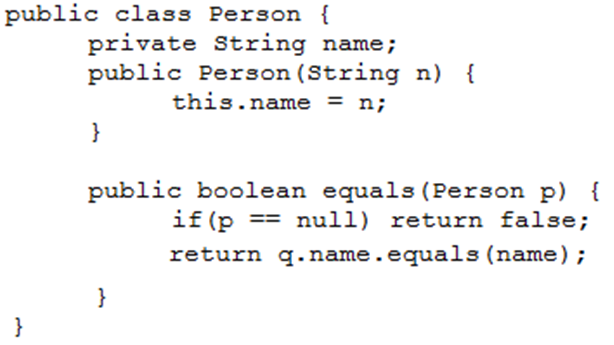 public class Person {
private String name;
public Person(String n) {
this.name = n;
}
public boolean equals(Person p) {
if(p == null) return false;
return q.name.equals(name);
}
}